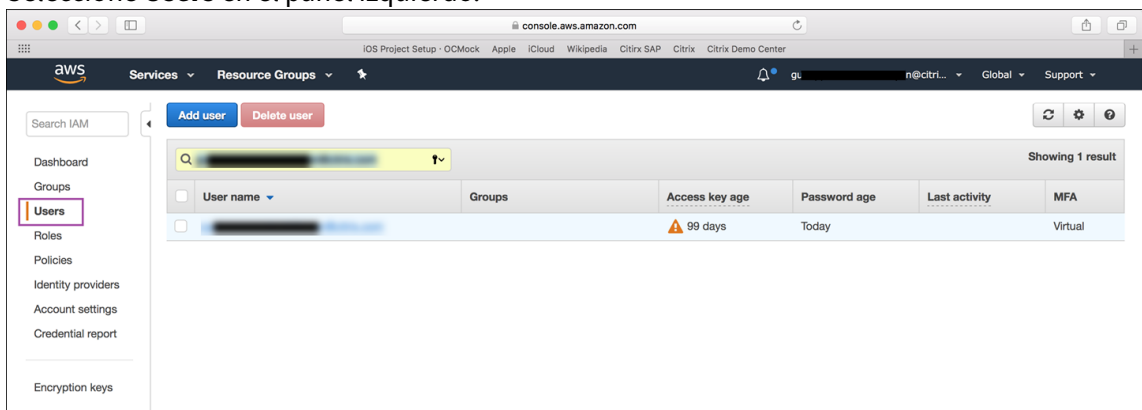 console.aws.amazon.com
iOS Project Setup · OCMock Apple iCloud Wikipedia Citirx SAP Citrix Citrix Demo Center
aws Services Resource Groups gu n@citri... Global Support
Search IAM Add user Delete user
Showing 1 result
Dashboard
Groups
Users
Roles
Policies
Identity providers
Account settings
Credential report
Encryption keys
User name Groups Access key age Password age Last activity MFA
99 days Today Virtual